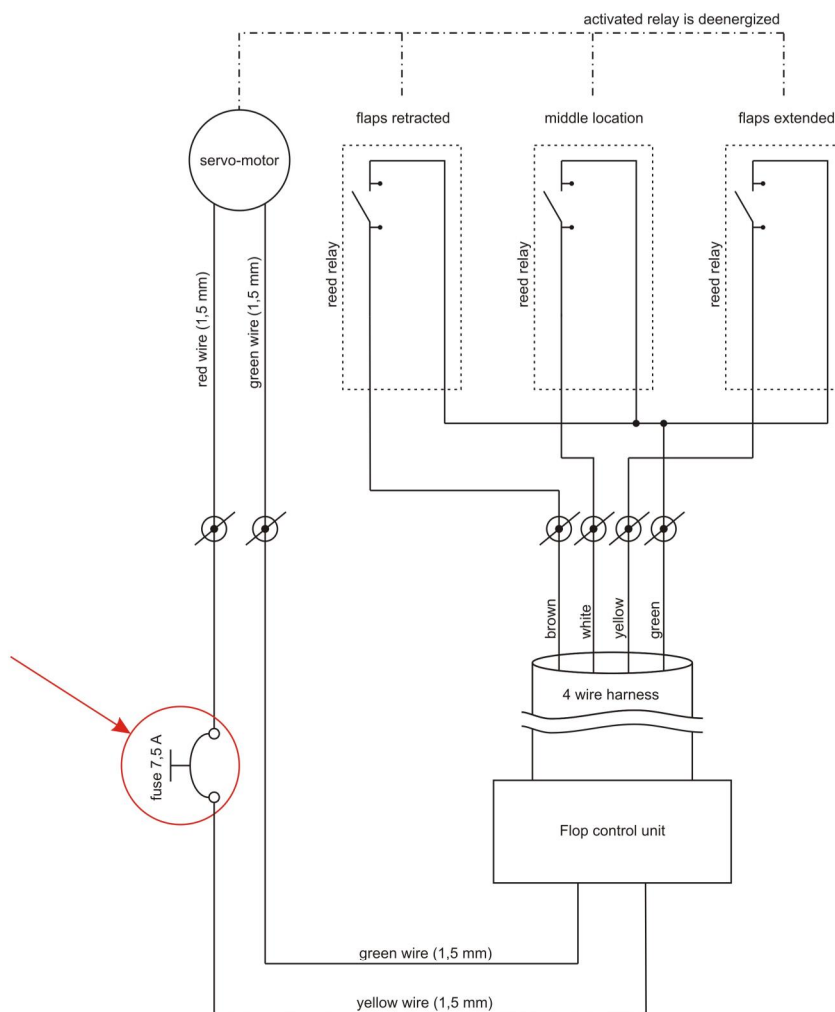 activated relay is deenergized
flaps retracted
middle location
flaps extended
servo-motor
reed relay
reed relay
reed relay
red wire (1,5 mm)
green wire (1,5 mm)
brown
white
yellow
green
4 wire harness
fuse 7,5 A
Flop control unit
green wire (1,5 mm)
yellow wire (1,5 mm)